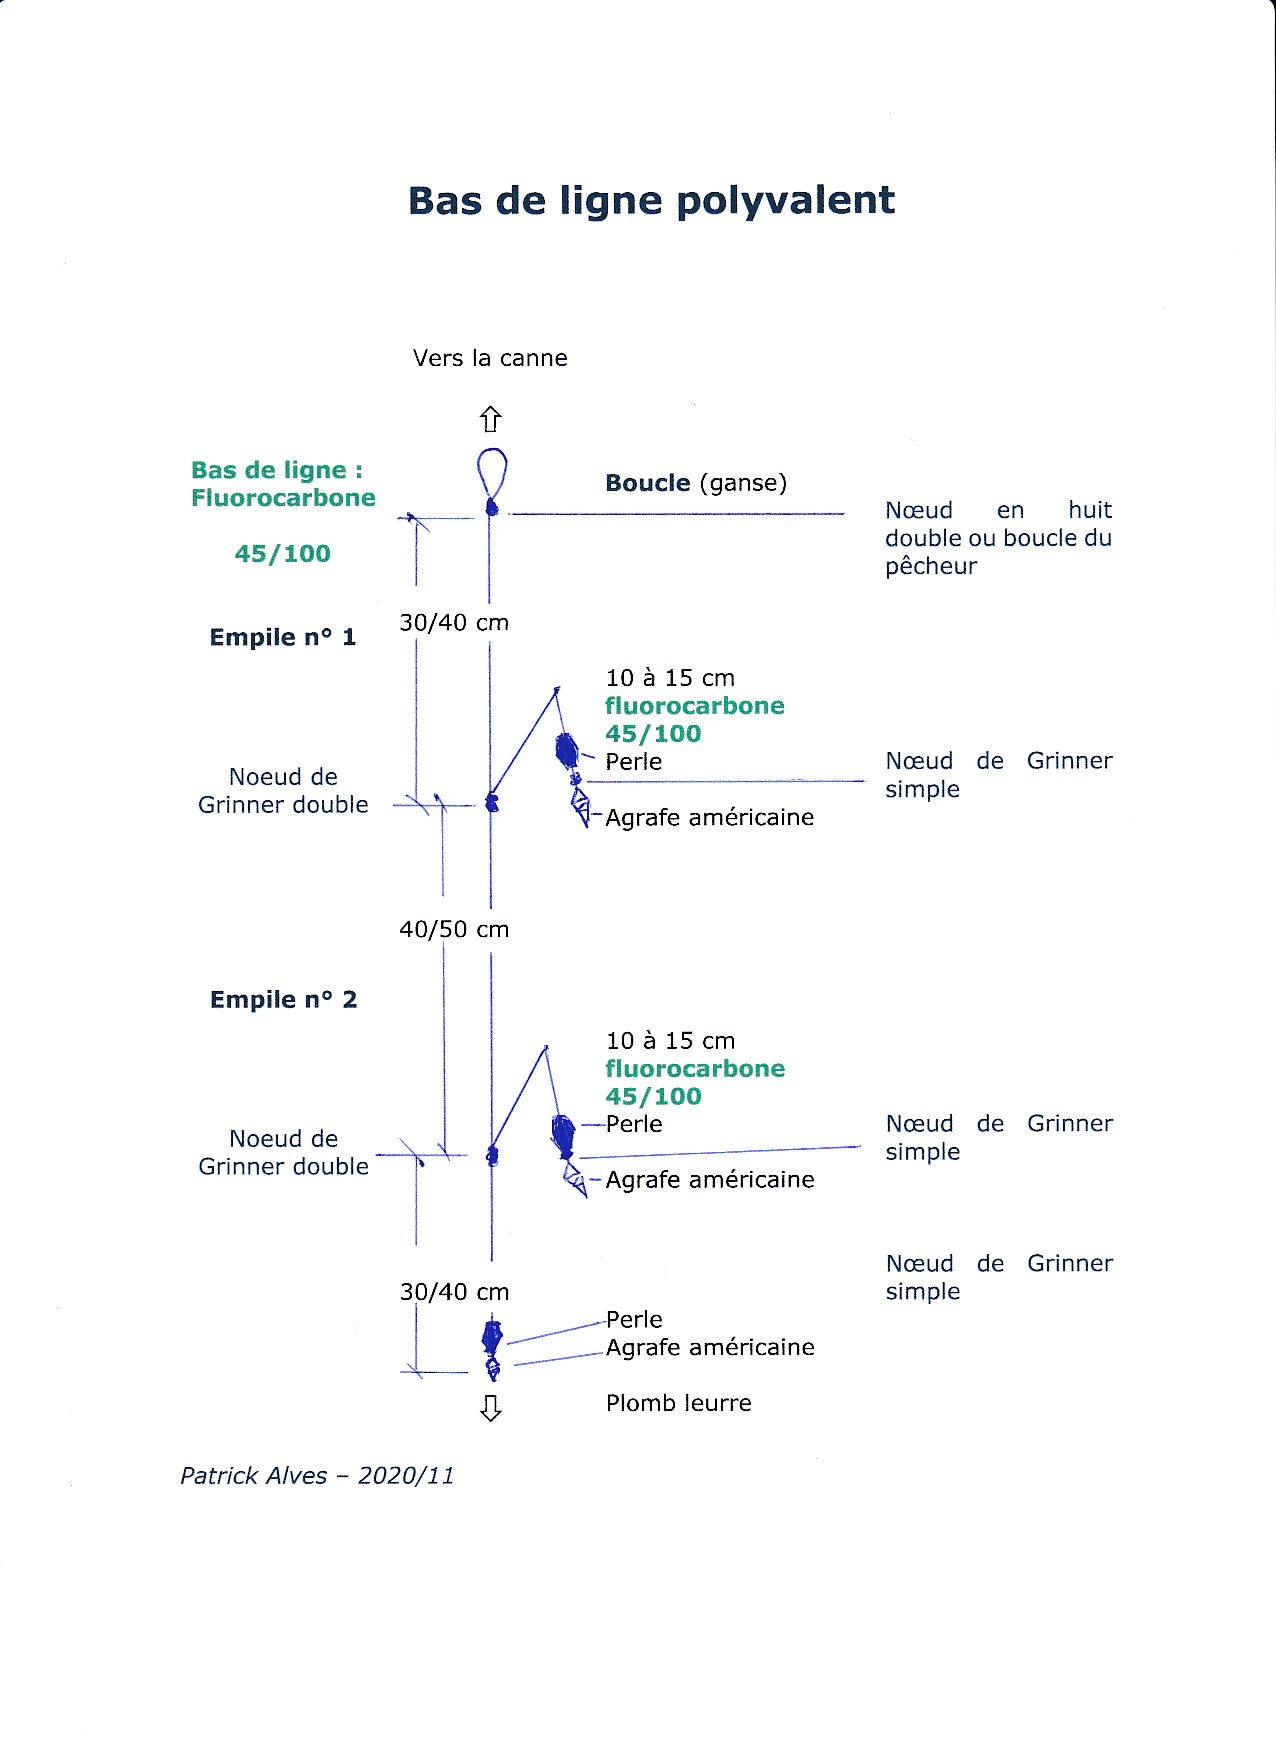 Bas de ligne polyvalent
Vers la canne
Bas de ligne :
Fluorocarbone
45/100
Boucle (ganse)
Nœud en huit
double ou boucle du
pêcheur
30/40 cm
Empile n° 1
10 à 15 cm
fluorocarbone
45/100
Perle
Nœud de Grinner
simple
Noeud de
Grinner double
Agrafe américaine
40/50 cm
Empile n° 2
10 à 15 cm
fluorocarbone
45/100
Perle
Nœud de Grinner
simple
Noeud de
Grinner double
Agrafe américaine
Nœud de Grinner
simple
30/40 cm
Perle
Agrafe américaine
Plomb leurre
Patrick Alves – 2020/11